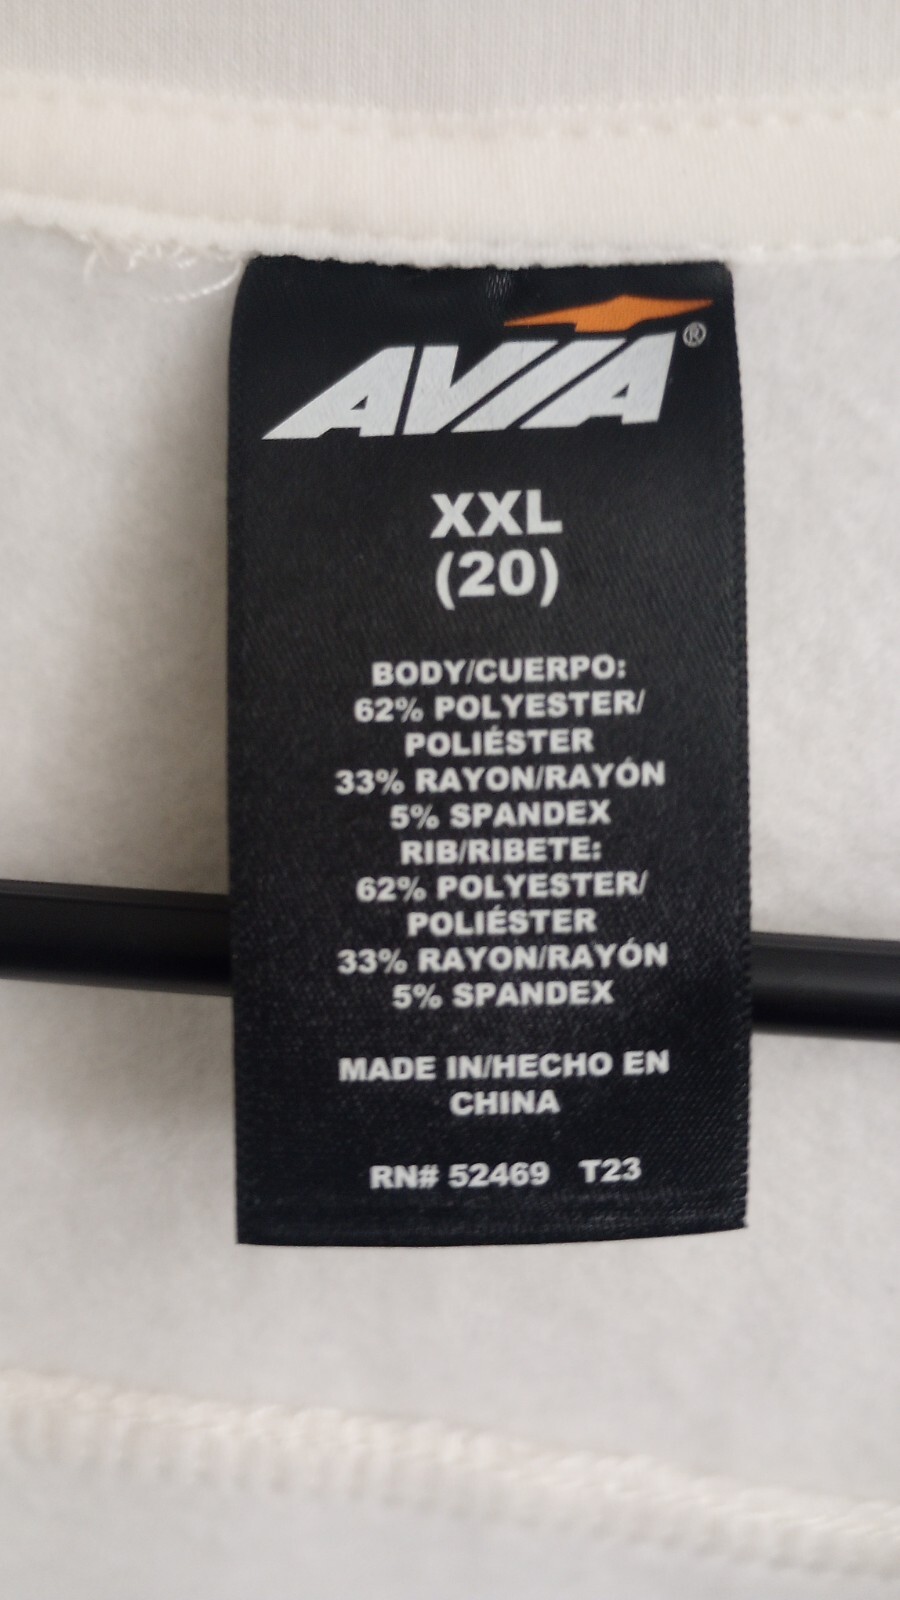 AVIA®
XXL
(20)
BODY/CUERPO:
62% POLYESTER/
POLIÉSTER
33% RAYON/RAYÓN
5% SPANDEX
RIB/RIBETE:
62% POLYESTER/
POLIÉSTER
33% RAYON/RAYÓN
5% SPANDEX
MADE IN/HECHO EN
CHINA
RN# 52469 T23